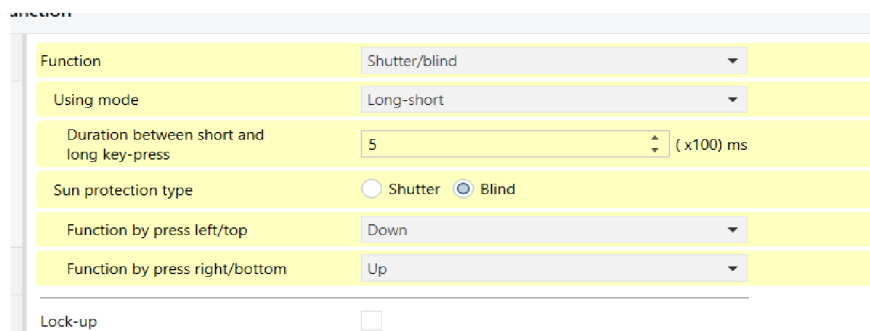 Function
Function Shutter/blind
Using mode Long-short
Duration between short and
long key-press 5 ( x100) ms
Sun protection type Shutter Blind
Function by press left/top Down
Function by press right/bottom Up
Lock-up